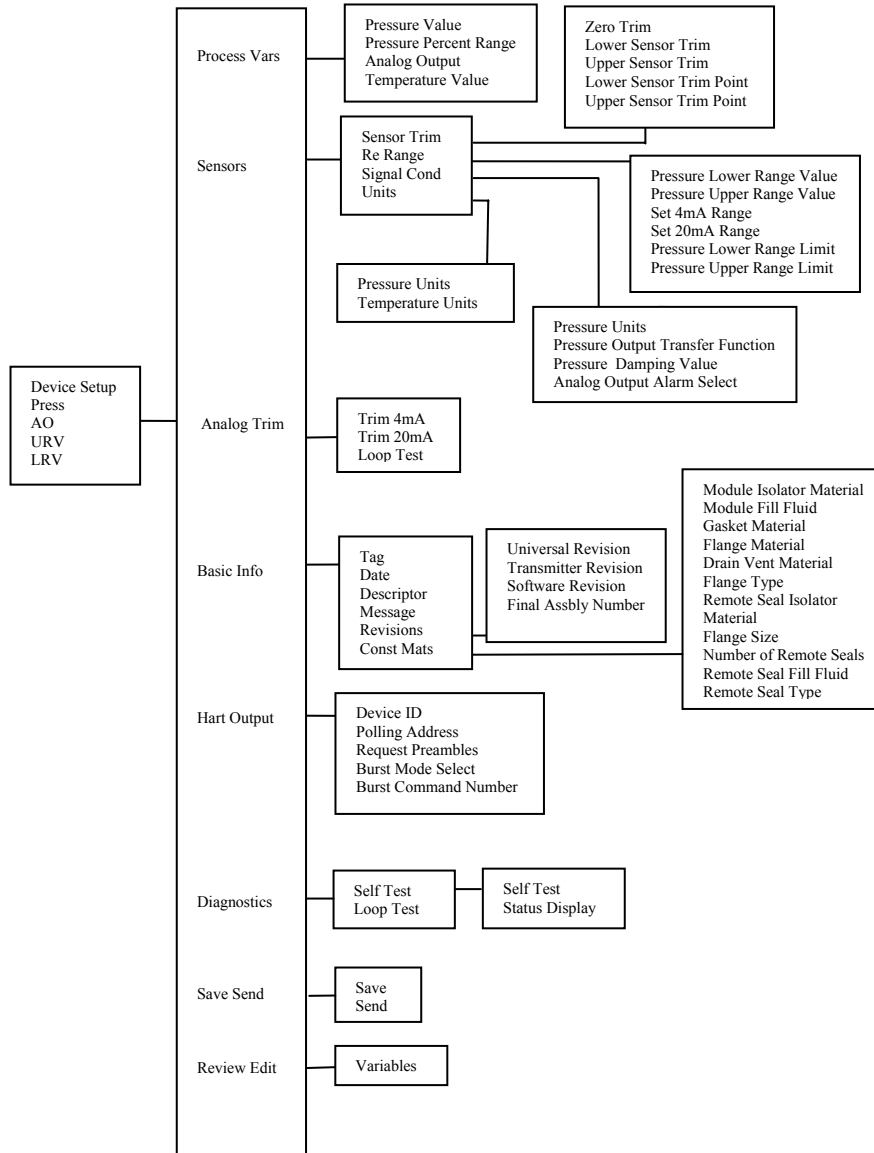 Device Setup
Press
AO
URV
LRV
Process Vars
Pressure Value
Pressure Percent Range
Analog Output
Temperature Value
Sensors
Sensor Trim
Re Range
Signal Cond
Units
Zero Trim
Lower Sensor Trim
Upper Sensor Trim
Lower Sensor Trim Point
Upper Sensor Trim Point
Pressure Lower Range Value
Pressure Upper Range Value
Set 4mA Range
Set 20mA Range
Pressure Lower Range Limit
Pressure Upper Range Limit
Pressure Units
Temperature Units
Pressure Units
Pressure Output Transfer Function
Pressure Damping Value
Analog Output Alarm Select
Analog Trim
Trim 4mA
Trim 20mA
Loop Test
Basic Info
Tag
Date
Descriptor
Message
Revisions
Const Mats
Universal Revision
Transmitter Revision
Software Revision
Final Assbly Number
Module Isolator Material
Module Fill Fluid
Gasket Material
Flange Material
Drain Vent Material
Flange Type
Remote Seal Isolator
Material
Flange Size
Number of Remote Seals
Remote Seal Fill Fluid
Remote Seal Type
Hart Output
Device ID
Polling Address
Request Preambles
Burst Mode Select
Burst Command Number
Diagnostics
Self Test
Loop Test
Self Test
Status Display
Save Send
Save
Send
Review Edit
Variables